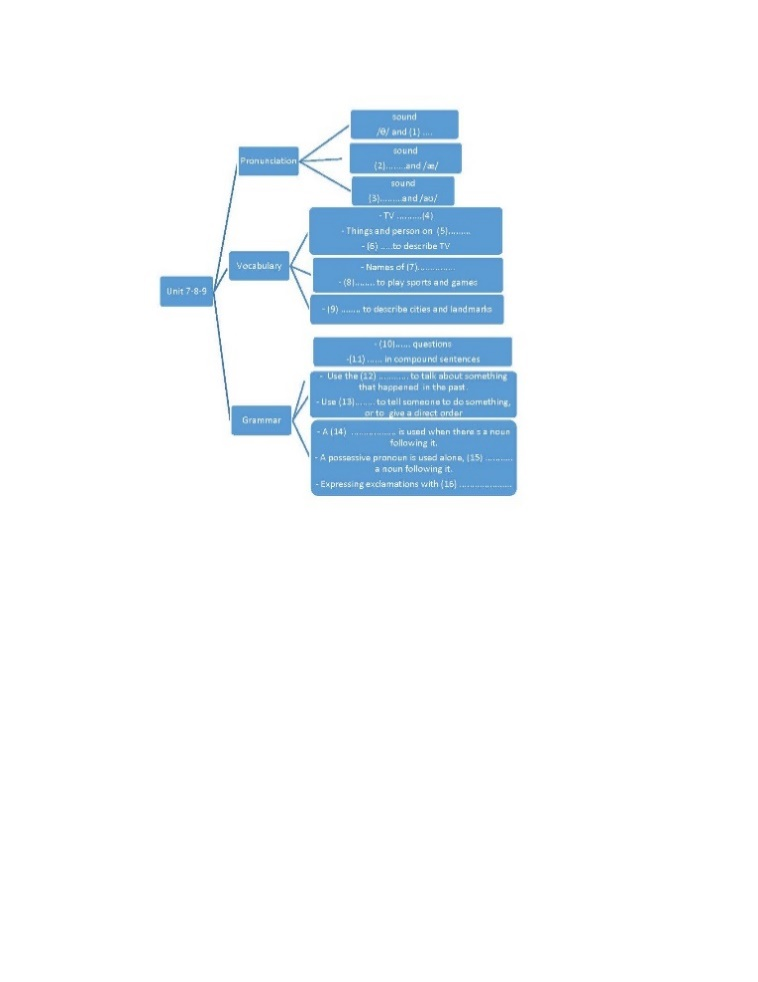 sound
/θ/ and (1) ....
sound
(2).......and /æ/
Pronunsiation
sound
(3)........and /aʊ/
- TV ..........(4)
- Things and person on (5).........
- (6) .....to describe TV
Vocabulary
- Names of (7)...............
- (8)........ to play sports and games
Unit 7-8-9
- (9) ........ to describe cities and landmarks
- (10)...... questions
-(11) ...... in compound sentences
- Use the (12) ............ to talk about something
that happened in the past.
- Use (13)....... to tell someone to do something,
or to give a direct order
Grammar
- A (14) .................. is used when there's a noun
following it.
- A possessive pronoun is used alone, (15) ...........
a noun following it.
- Expressing exclamations with (16) .....................